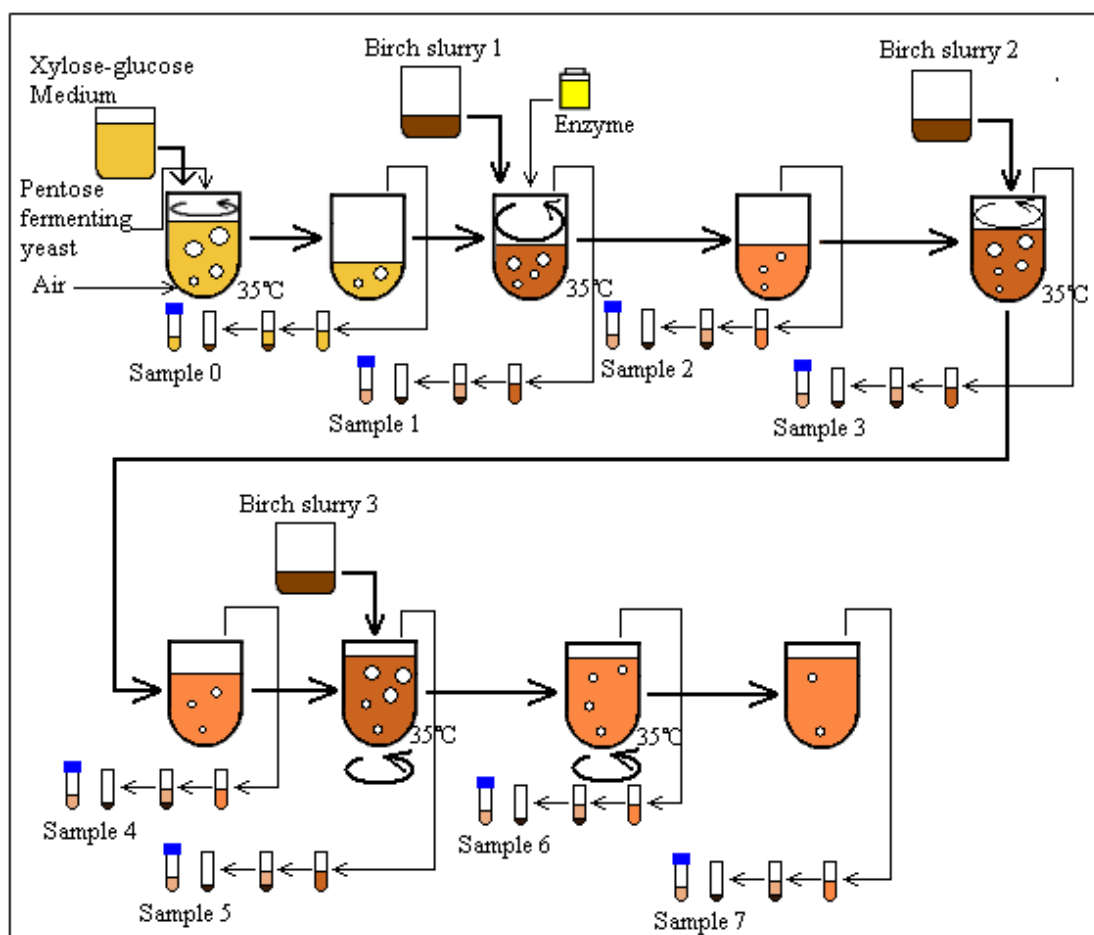 Birch slurry 1
Birch slurry 2
Xylose-glucose
Medium
Enzyme
Pentose
fermenting
yeast
Air
35℃
35℃
35℃
Sample 0
Sample 1
Sample 2
Sample 3
Birch slurry 3
35℃
35℃
Sample 4
Sample 5
Sample 6
Sample 7